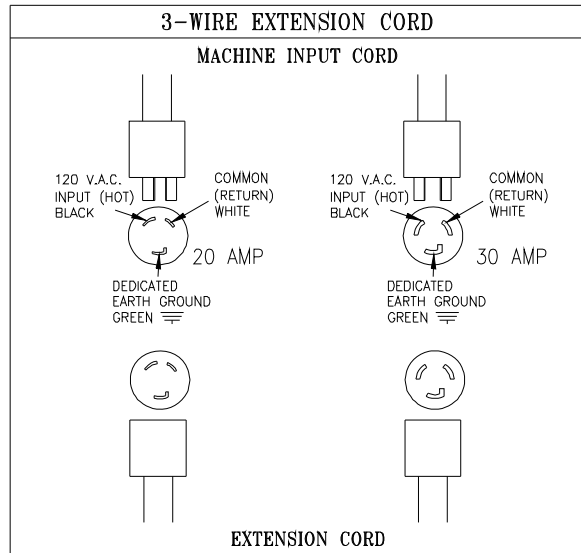 3-WIRE EXTENSION CORD
MACHINE INPUT CORD
120 V.A.C.
INPUT (HOT)
BLACK
COMMON
(RETURN)
WHITE
20 AMP
DEDICATED
EARTH GROUND
GREEN
120 V.A.C.
INPUT (HOT)
BLACK
COMMON
(RETURN)
WHITE
30 AMP
DEDICATED
EARTH GROUND
GREEN
EXTENSION CORD